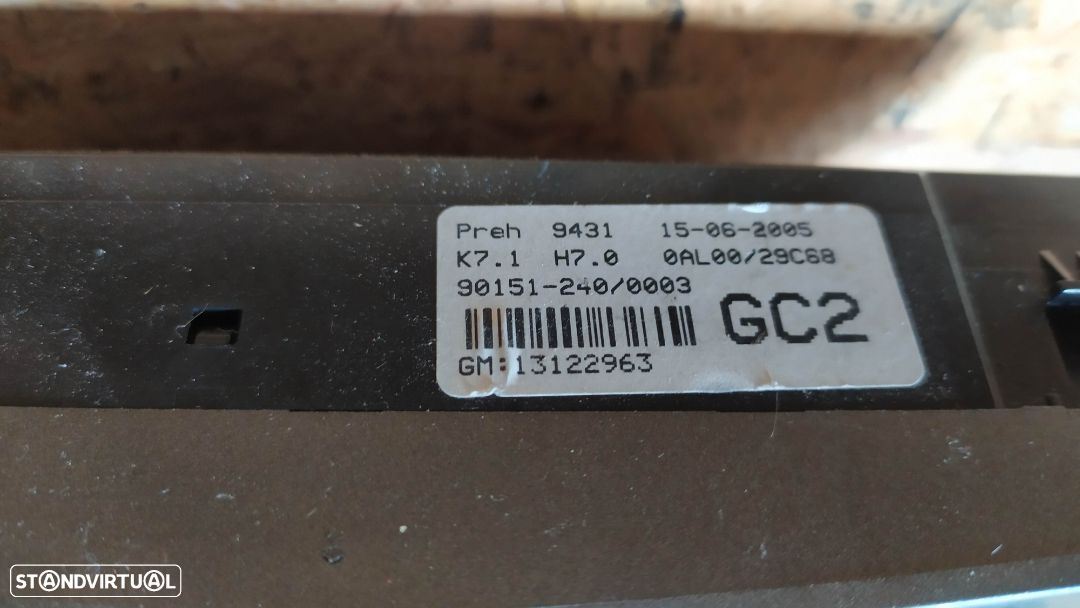 Preh 9431 15-06-2005
K7.1 H7.0 0AL00/29C68
90151-240/0003
GC2
GM:13122963
STANDVIRTUAL